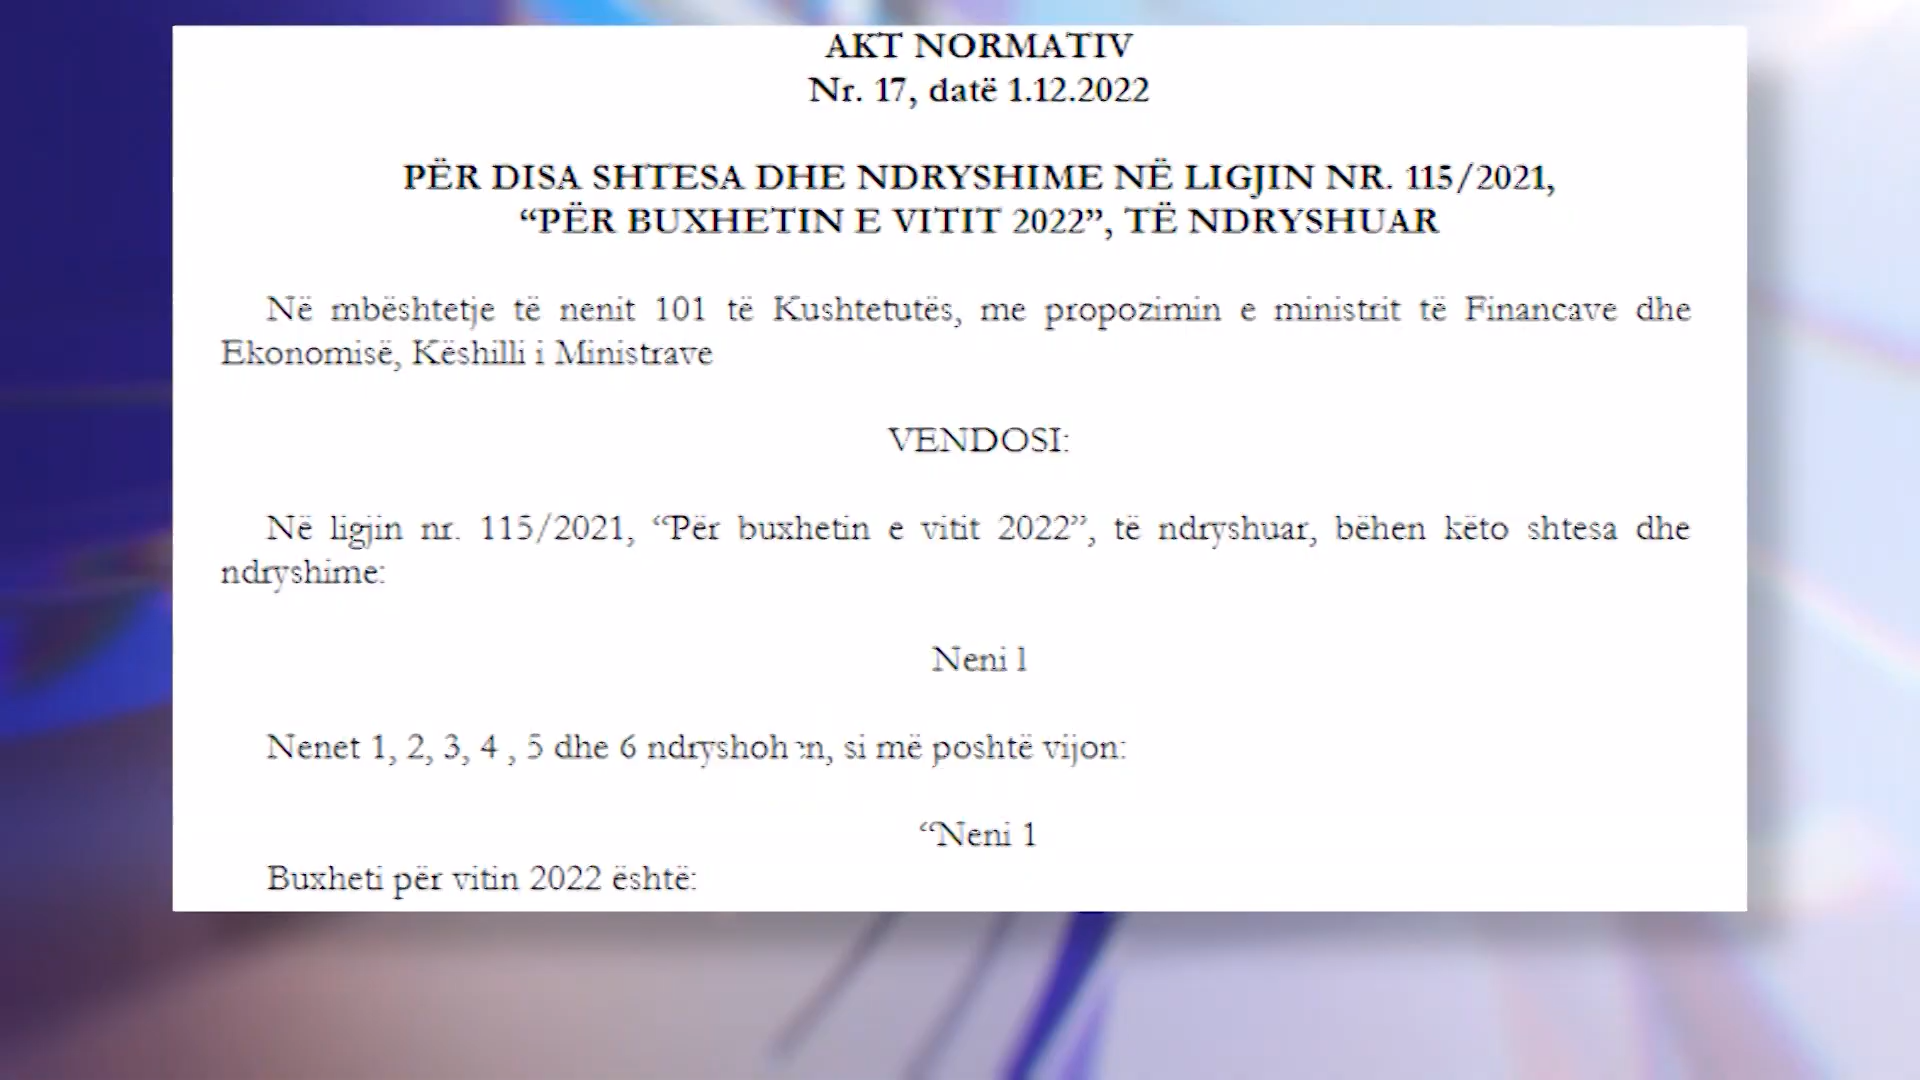 AKT NORMATIV
Nr. 17, datë 1.12.2022
PËR DISA SHTESA DHE NDRYSHIME NË LIGJIN NR. 115/2021,
“PËR BUXHETIN E VITIT 2022”, TË NDRYSHUAR
Në mbështetje të nenit 101 të Kushtetutës, me propozimin e ministrit të Financave dhe
Ekonomisë, Këshilli i Ministrave
VENDOSI:
Në ligjin nr. 115/2021, “Për buxhetin e vitit 2022”, të ndryshuar, bëhen këto shtesa dhe
ndryshime:
Neni 1
Nenet 1, 2, 3, 4 , 5 dhe 6 ndryshohen, si më poshtë vijon:
“Neni 1
Buxheti për vitin 2022 është: